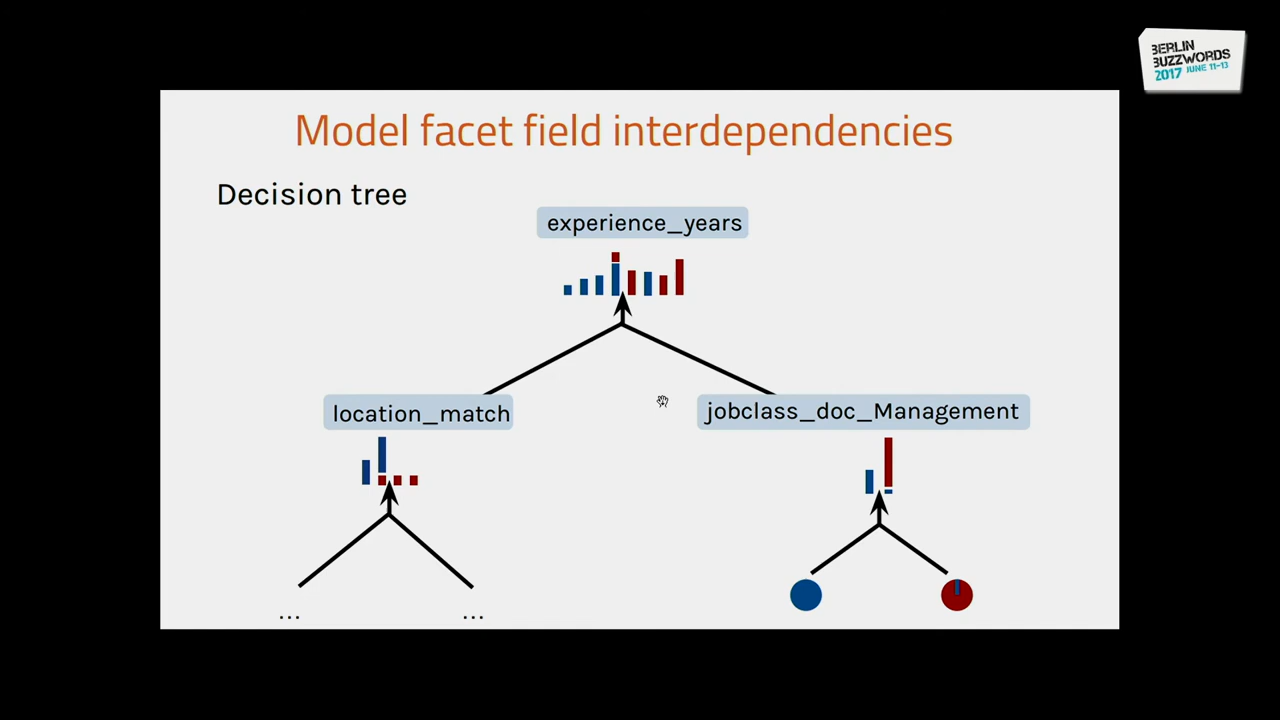 BERLIN
BUZZWORDS
2017 JUNE 11-13
Model facet field interdependencies
Decision tree
experience_years
location_match
jobclass_doc_Management
...
...